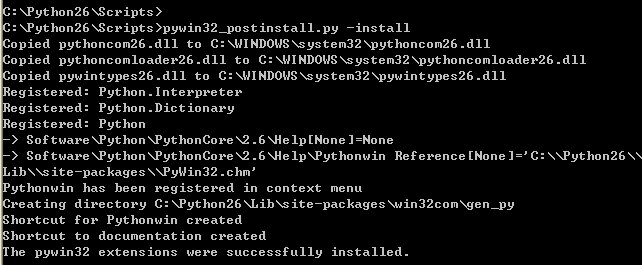 C:\Python26\Scripts>
C:\Python26\Scripts>pywin32_postinstall.py -install
Copied pythoncom26.dll to C:\WINDOWS\system32\pythoncom26.dll
Copied pythoncomloader26.dll to C:\WINDOWS\system32\pythoncomloader26.dll
Copied pywintypes26.dll to C:\WINDOWS\system32\pywintypes26.dll
Registered: Python.Interpreter
Registered: Python.Dictionary
Registered: Python
-> Software\Python\PythonCore\2.6\Help[None]=None
-> Software\Python\PythonCore\2.6\Help\Pythonwin Reference[None]='C:\\Python26\\
Lib\\site-packages\\PyWin32.chm'
Pythonwin has been registered in context menu
Creating directory C:\Python26\Lib\site-packages\win32com\gen_py
Shortcut for Pythonwin created
Shortcut to documentation created
The pywin32 extensions were successfully installed.